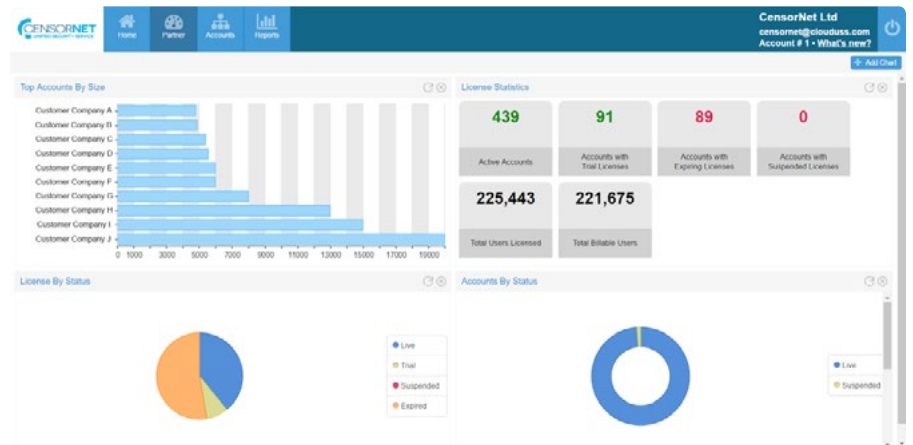 CENSORNET
UNIFIED SECURITY SERVICE
Home
Partner
Accounts
Reports
CensorNet Ltd
censornet@clouduss.com
Account # 1 • What's new?
Add Chart
Top Accounts By Size
Customer Company A
Customer Company B
Customer Company C
Customer Company D
Customer Company E
Customer Company F
Customer Company G
Customer Company H
Customer Company I
Customer Company J
0 1000 3000 5000 7000 9000 11000 13000 15000 17000 19000
License Statistics
439
Active Accounts
91
Accounts with
Trial Licenses
89
Accounts with
Expiring Licenses
0
Accounts with
Suspended Licenses
225,443
Total Users Licensed
221,675
Total Billable Users
License By Status
Live
Trial
Suspended
Expired
Accounts By Status
Live
Suspended